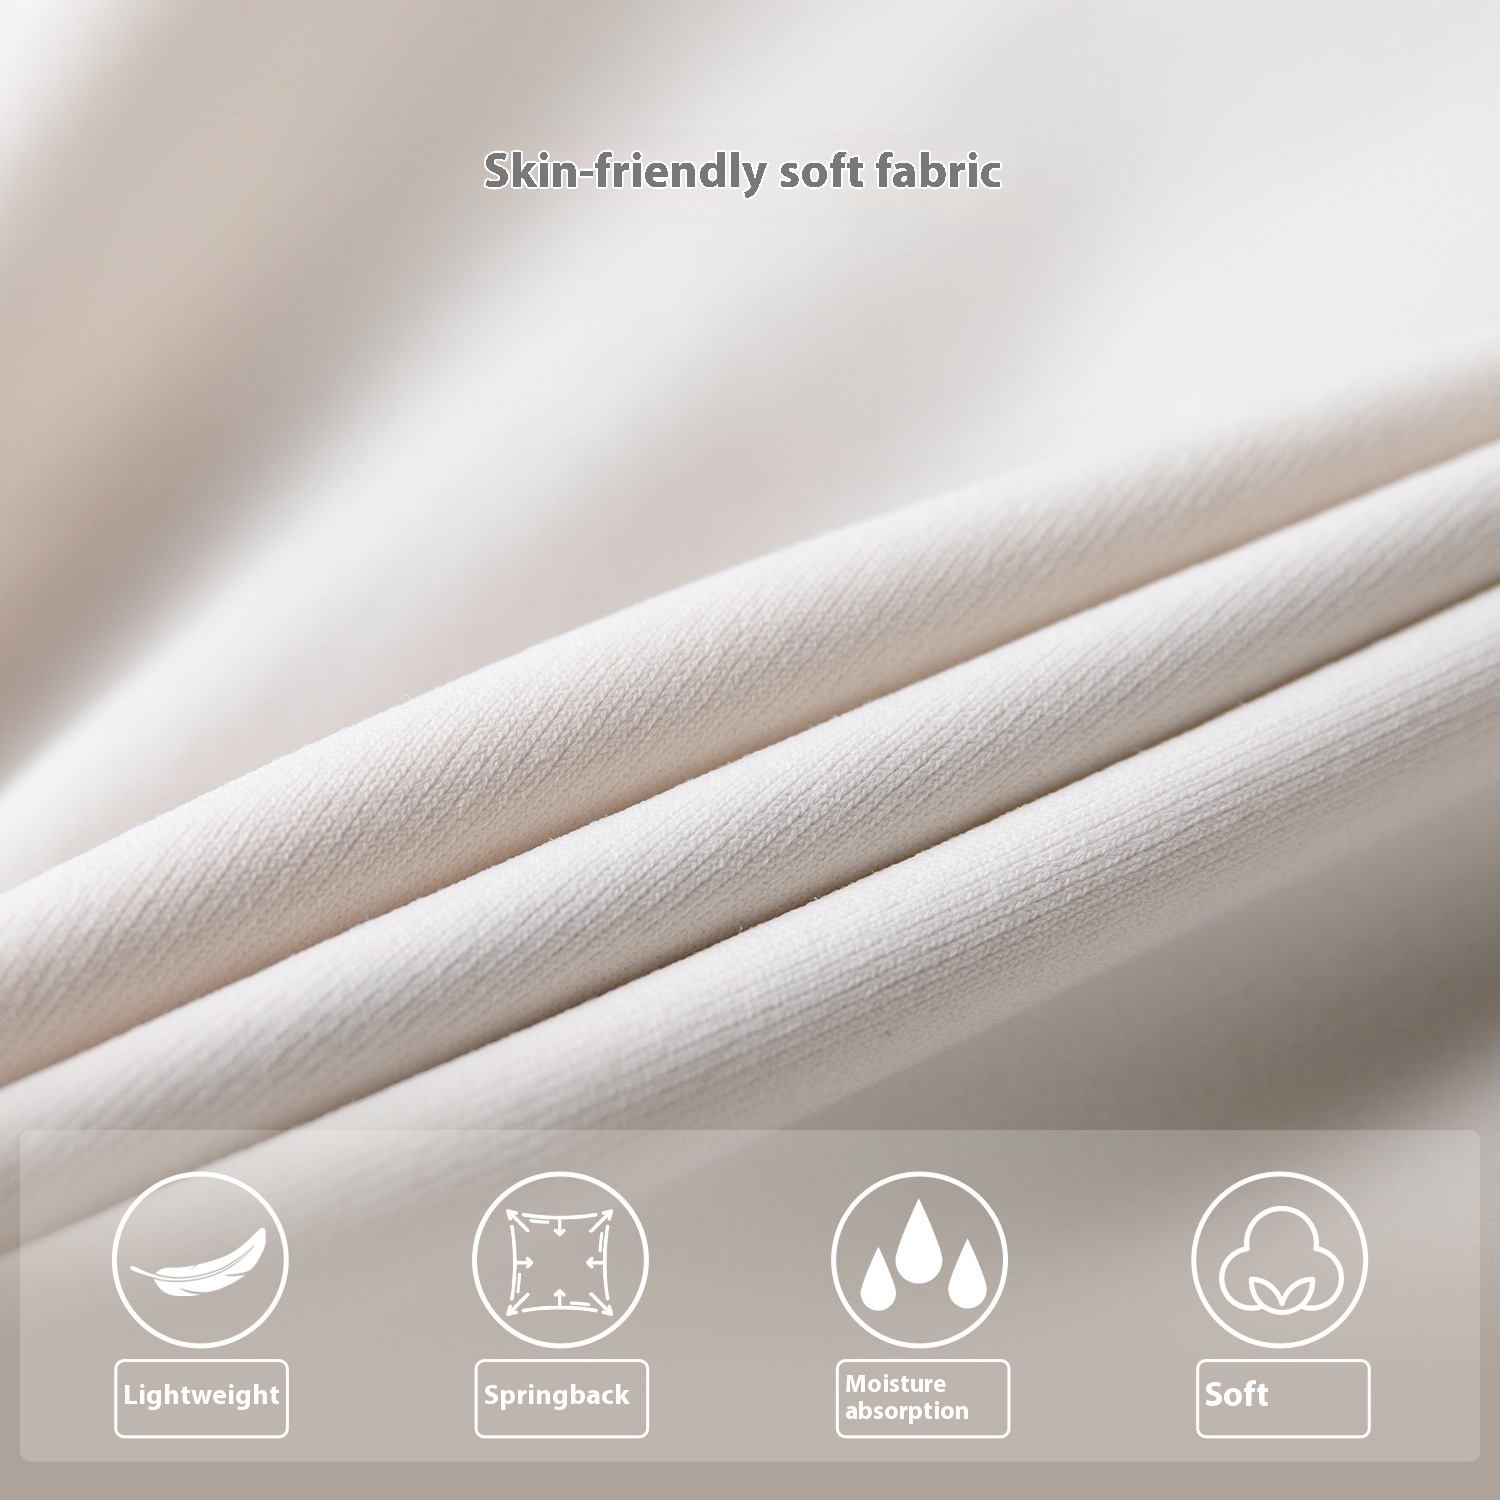 Skin-friendly soft fabric
Lightweight
Springback
Moisture
absorption
Soft